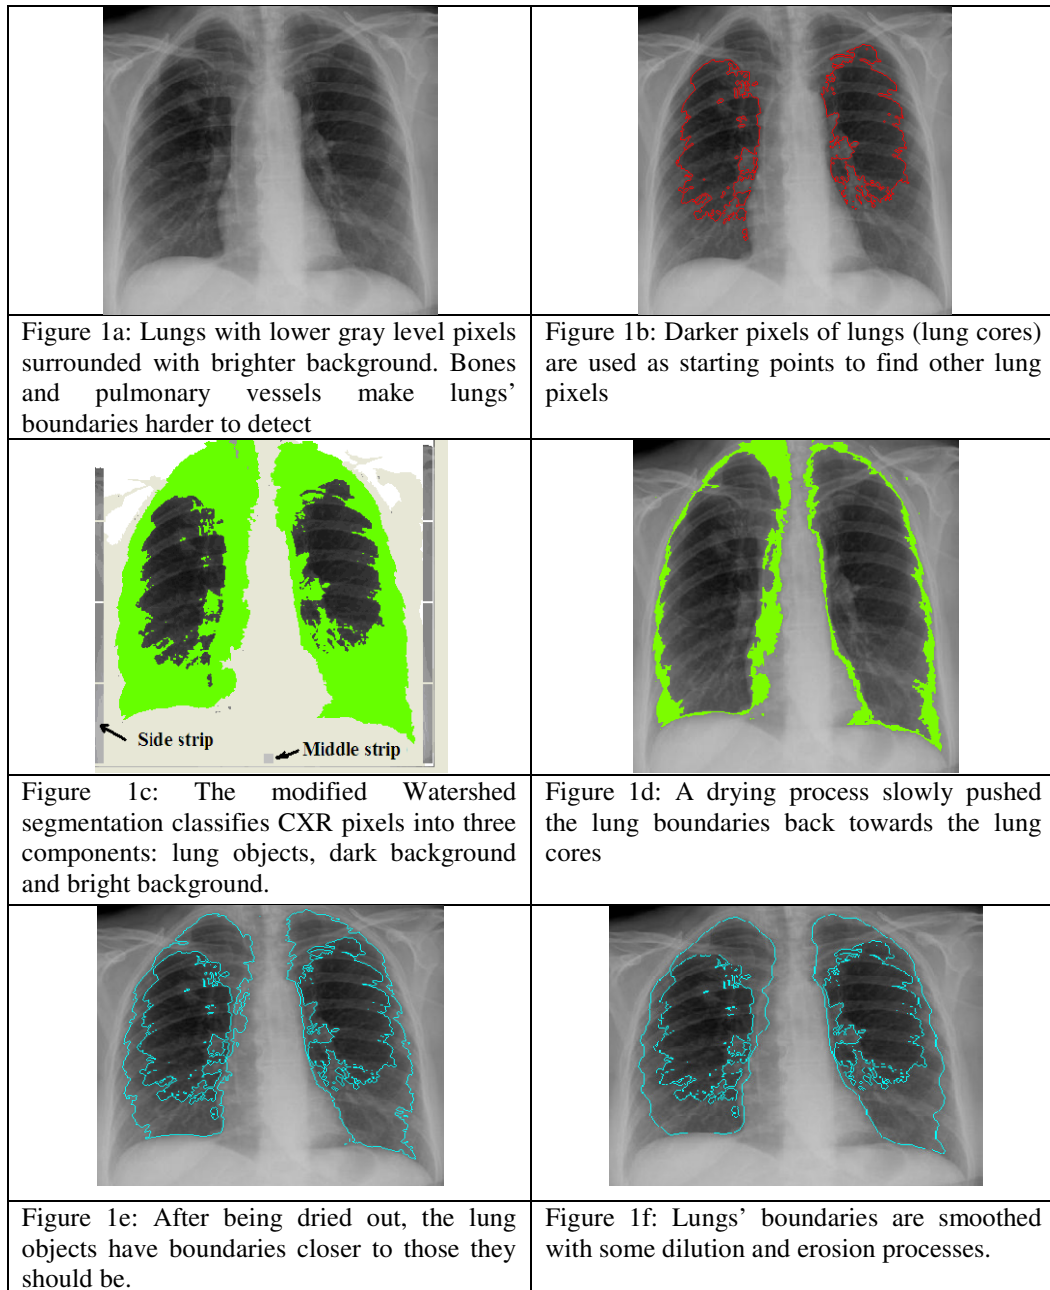 Figure 1a: Lungs with lower gray level pixels
surrounded with brighter background. Bones
and pulmonary vessels make lungs'
boundaries harder to detect
Figure 1b: Darker pixels of lungs (lung cores)
are used as starting points to find other lung
pixels
Side strip
Middle strip
Figure 1c: The modified Watershed
segmentation classifies CXR pixels into three
components: lung objects, dark background
and bright background.
Figure 1d: A drying process slowly pushed
the lung boundaries back towards the lung
cores
Figure 1e: After being dried out, the lung
objects have boundaries closer to those they
should be.
Figure 1f: Lungs' boundaries are smoothed
with some dilution and erosion processes.